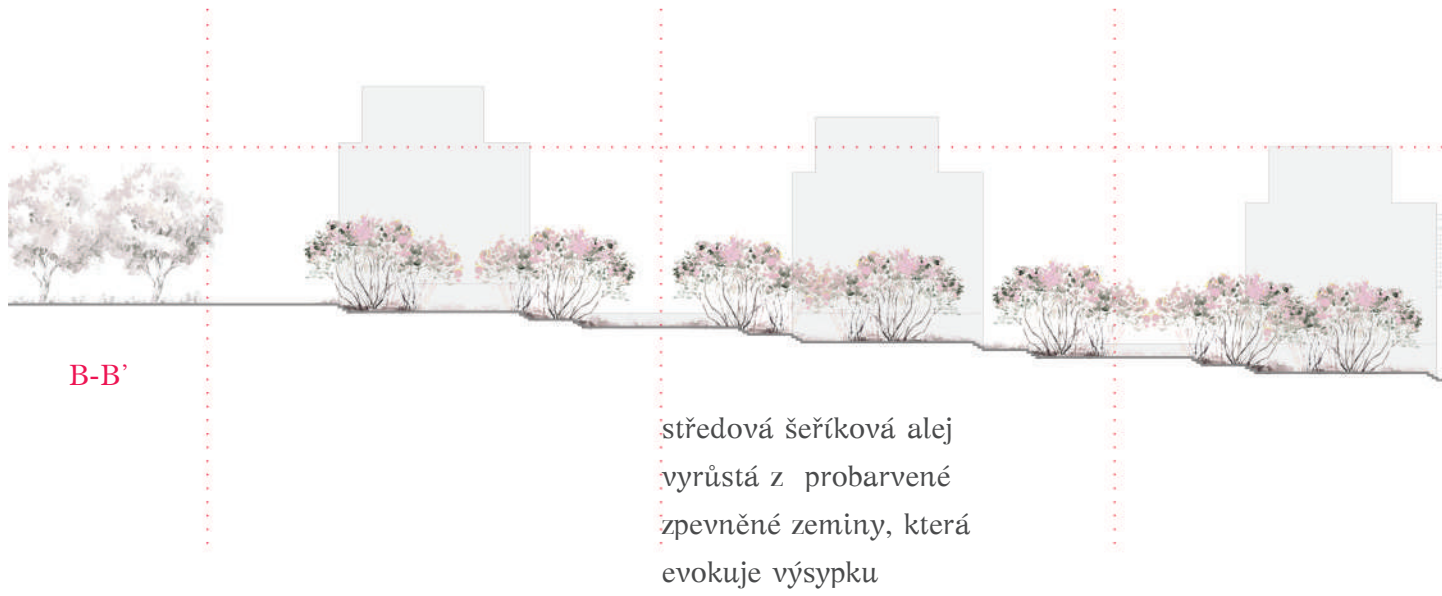 B-B’
středová šeříková alej
vyrůstá z probarvené
zpevněné zeminy, která
evokuje výsypku